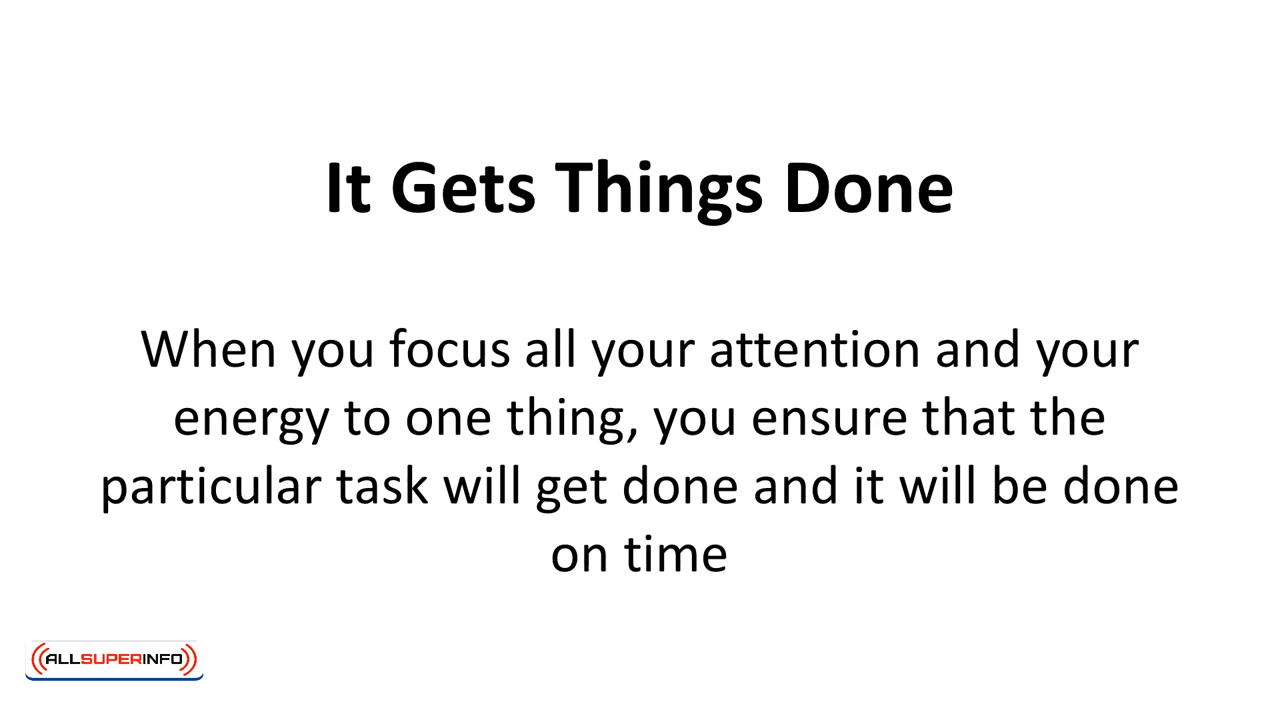 It Gets Things Done
When you focus all your attention and your
energy to one thing, you ensure that the
particular task will get done and it will be done
on time
ALLSUPERINFO